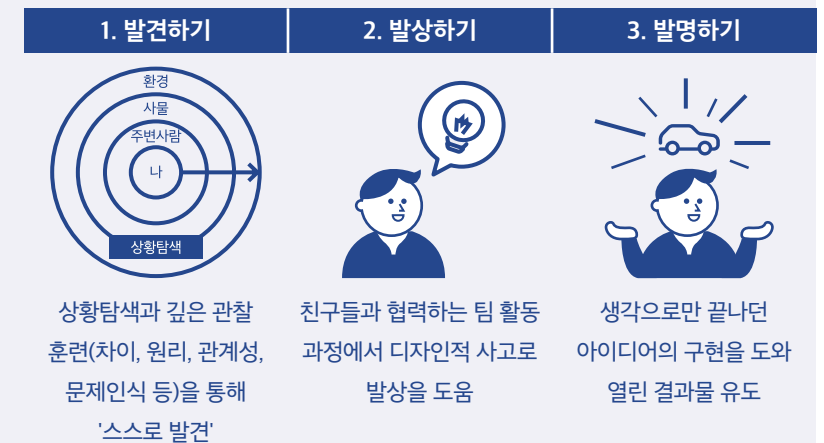 1. 발견하기
2. 발상하기
3. 발명하기
환경
사물
주변사람
나
상황탐색
상황탐색과 깊은 관찰
훈련(차이, 원리, 관계성,
문제인식 등)을 통해
'스스로 발견'
친구들과 협력하는 팀 활동
과정에서 디자인적 사고로
발상을 도움
생각으로만 끝나던
아이디어의 구현을 도와
열린 결과물 유도